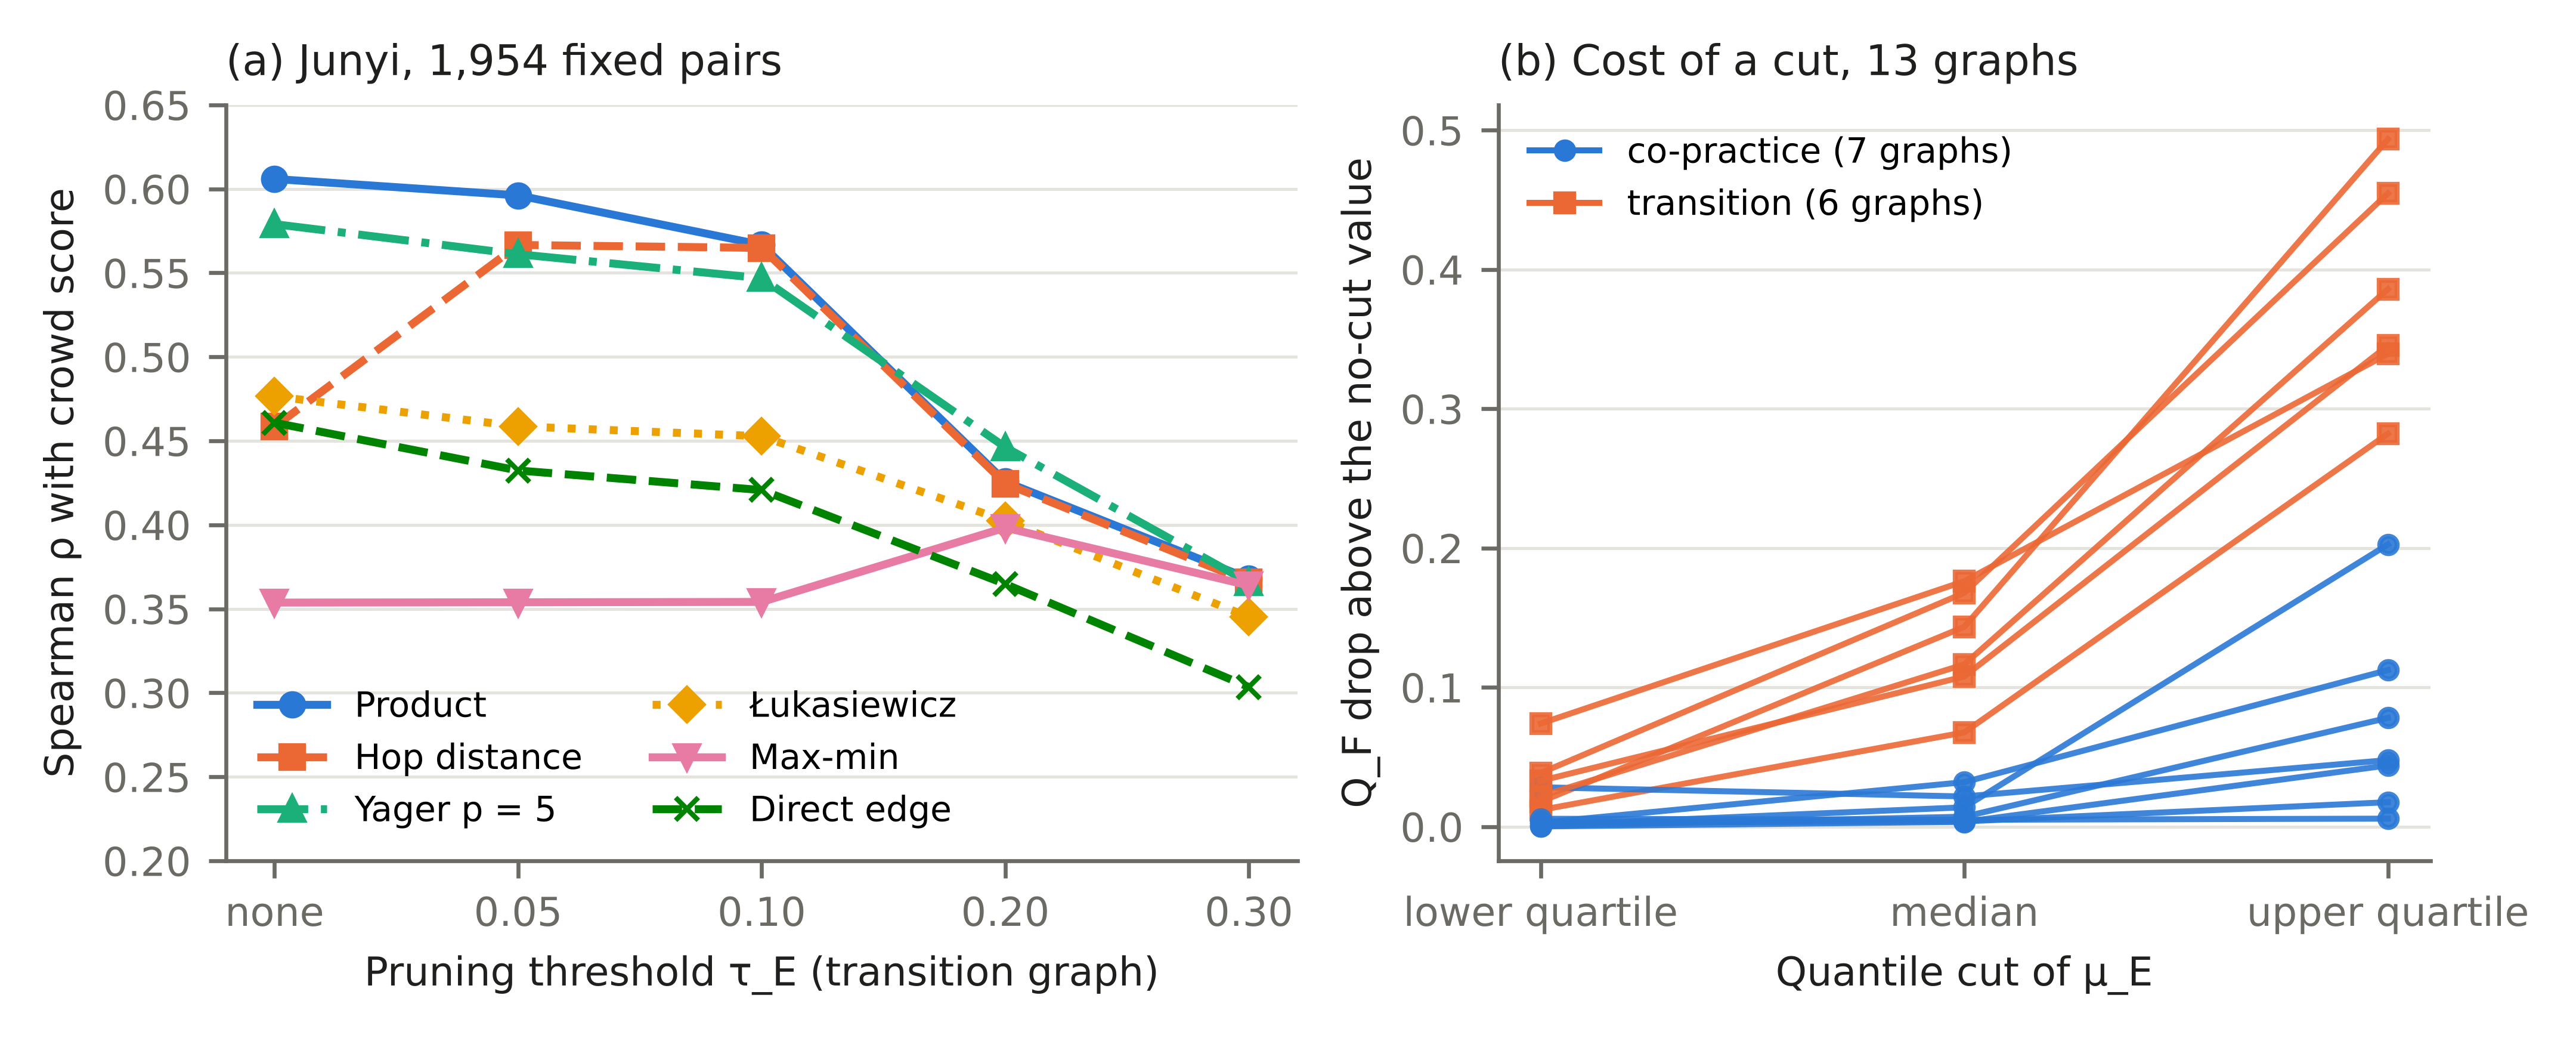 (a) Junyi, 1,954 fixed pairs
Spearman ρ with crowd score
0.65
0.60
0.55
0.50
0.45
0.40
0.35
0.30
0.25
0.20
Product
Hop distance
Yager p = 5
Łukasiewicz
Max-min
Direct edge
none
0.05
0.10
0.20
0.30
Pruning threshold τ_E (transition graph)
(b) Cost of a cut, 13 graphs
Q_F drop above the no-cut value
0.5
0.4
0.3
0.2
0.1
0.0
co-practice (7 graphs)
transition (6 graphs)
lower quartile
median
upper quartile
Quantile cut of μ_E